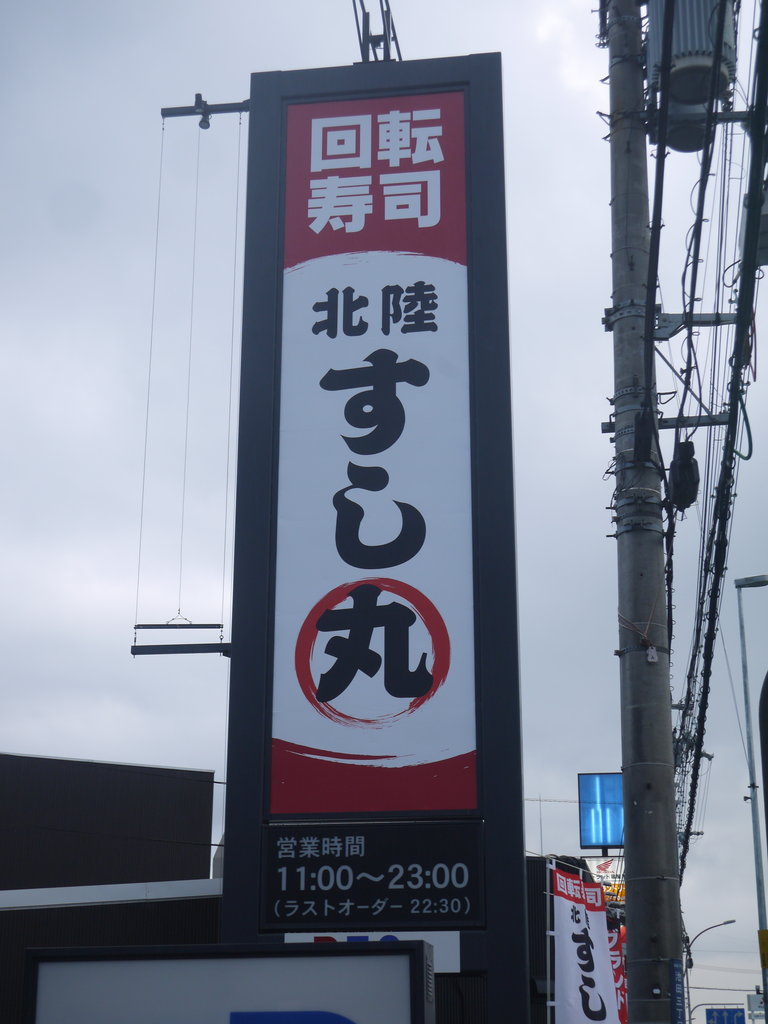 回転
寿司
北陸
すし丸
営業時間
11:00〜23:00
（ラストオーダー 22:30）
回転寿司
北陸
すし